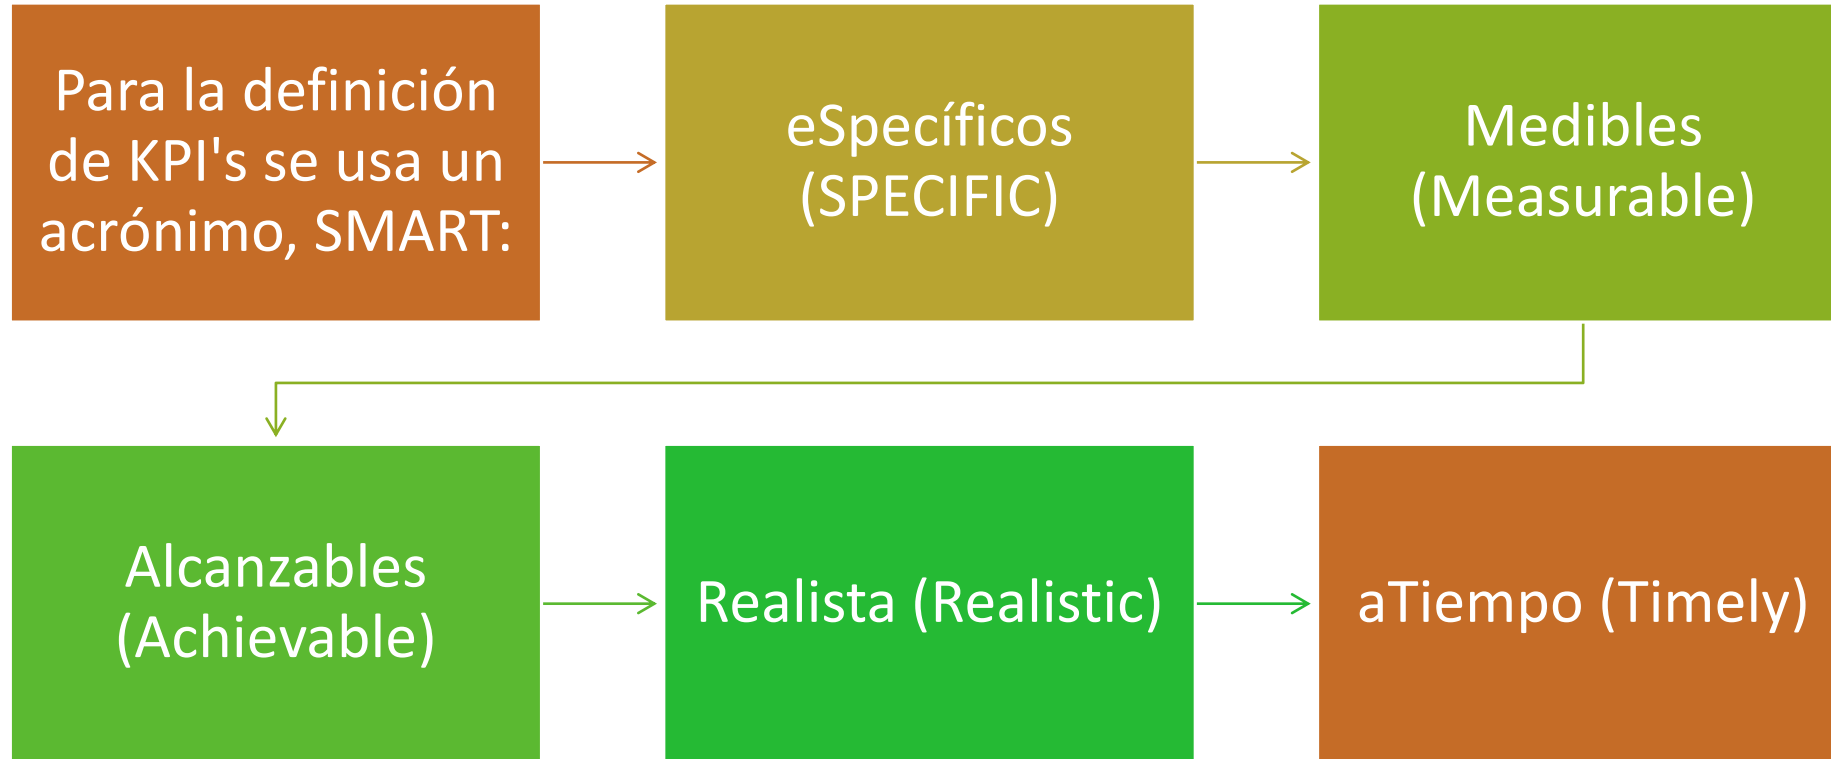 Para la definición
de KPI's se usa un
acrónimo, SMART:
eSpecíficos
(SPECIFIC)
Medibles
(Measurable)
Alcanzables
(Achievable)
Realista (Realistic)
aTiempo (Timely)